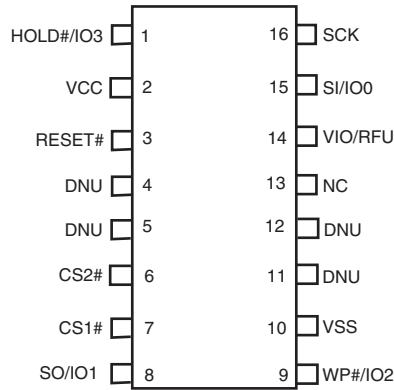 HOLD#/IO3 1 16 SCK
VCC 2 15 SI/IO0
RESET# 3 14 VIO/RFU
DNU 4 13 NC
DNU 5 12 DNU
CS2# 6 11 DNU
CS1# 7 10 VSS
SO/IO1 8 9 WP#/IO2